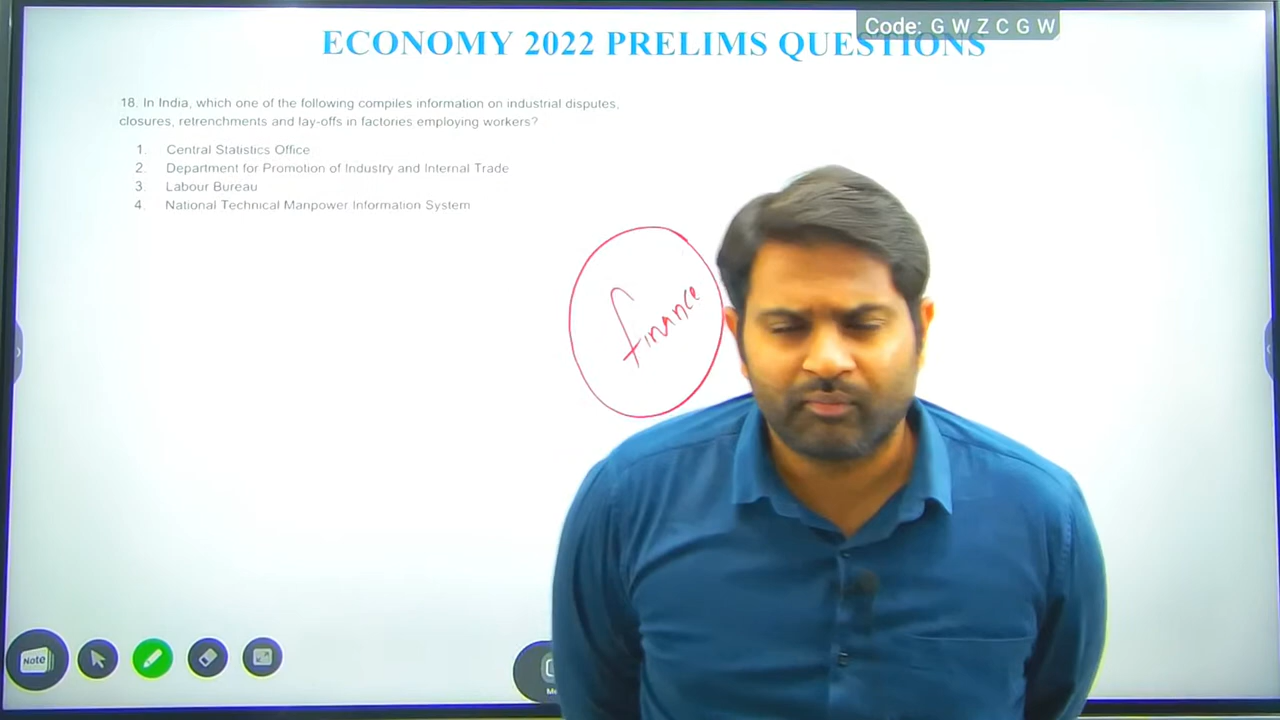 Code: G W Z C G W
ECONOMY 2022 PRELIMS QUESTIONS
18. In India, which one of the following compiles information on industrial disputes,
closures, retrenchments and lay-offs in factories employing workers?
1. Central Statistics Office
2. Department for Promotion of Industry and Internal Trade
3. Labour Bureau
4. National Technical Manpower Information System
finance
Note